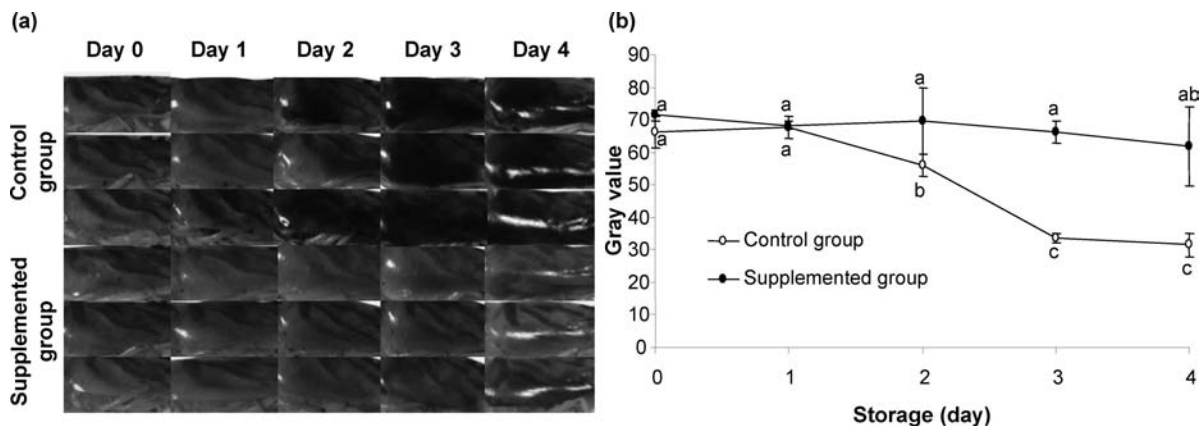 (a)
Day 0 Day 1 Day 2 Day 3 Day 4
Control
group
Supplemented
group
(b)
Gray value
90
80
70
60
50
40
30
20
10
0
a
a
a
a
a
b
a
c
ab
c
Control group
Supplemented group
0 1 2 3 4
Storage (day)